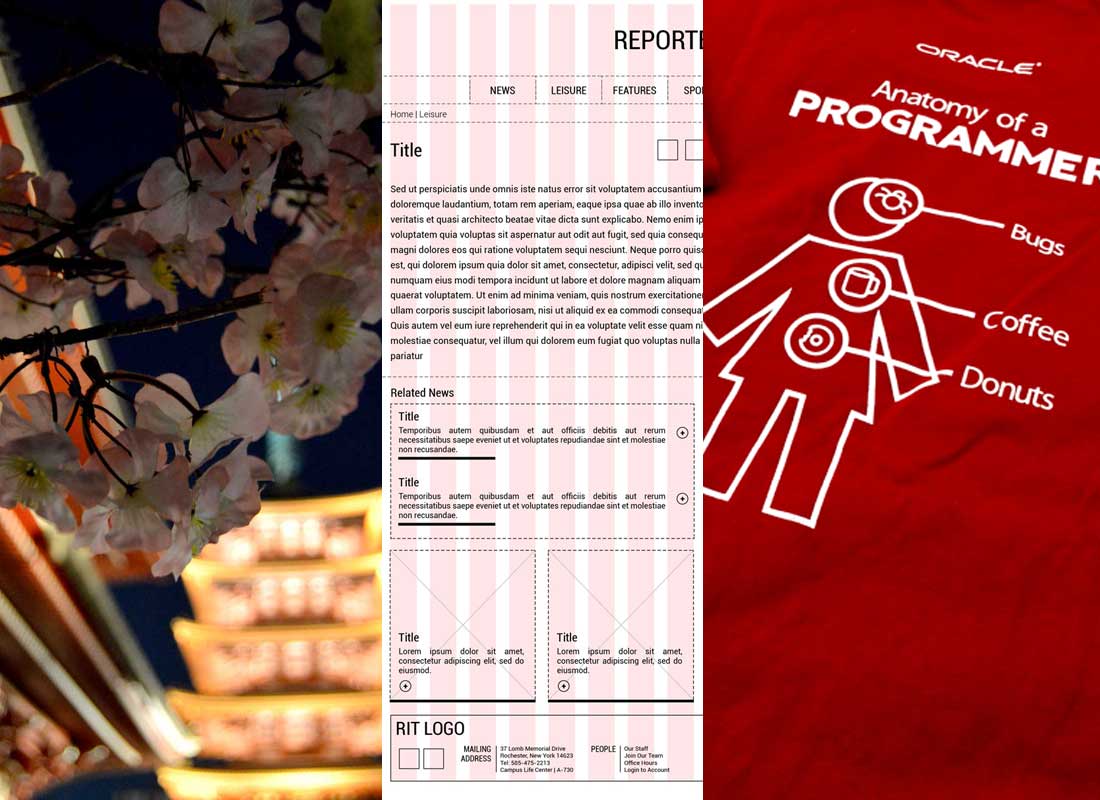 REPORTE
NEWS LEISURE FEATURES SPO
Home | Leisure
Title
Sed ut perspiciatis unde omnis iste natus error sit voluptatem accusantium
doloremque laudantium, totam rem aperiam, eaque ipsa quae ab illo invento
veritatis et quasi architecto beatae vitae dicta sunt explicabo. Nemo enim ip
voluptatem quia voluptas sit aspernatur aut odit aut fugit, sed quia consequ
magni dolores eos qui ratione voluptatem sequi nesciunt. Neque porro quisq
est, qui dolorem ipsum quia dolor sit amet, consectetur, adipisci velit, sed qu
numquam eius modi tempora incidunt ut labore et dolore magnam aliquam
quaerat voluptatem. Ut enim ad minima veniam, quis nostrum exercitatione
ullam corporis suscipit laboriosam, nisi ut aliquid ex ea commodi consequat
Quis autem vel eum iure reprehenderit qui in ea voluptate velit esse quam ni
molestiae consequatur, vel illum qui dolorem eum fugiat quo voluptas nulla
pariatur
Related News
Title
Temporibus autem quibusdam et aut officiis debitis aut rerum
necessitatibus saepe eveniet ut et voluptates repudiandae sint et molestiae
non recusandae.
Title
Temporibus autem quibusdam et aut officiis debitis aut rerum
necessitatibus saepe eveniet ut et voluptates repudiandae sint et molestiae
non recusandae.
Title
Lorem ipsum dolor sit amet,
consectetur adipiscing elit, sed do
eiusmod.
Title
Lorem ipsum dolor sit amet,
consectetur adipiscing elit, sed do
eiusmod.
RIT LOGO
MAILING
ADDRESS
37 Lomb Memorial Drive
Rochester, New York 14623
Tel: 585-475-2213
Campus Life Center | A-730
PEOPLE
Our Staff
Join Our Team
Office Hours
Login to Account
ORACLE
Anatomy of a
PROGRAMMER
Bugs
Coffee
Donuts